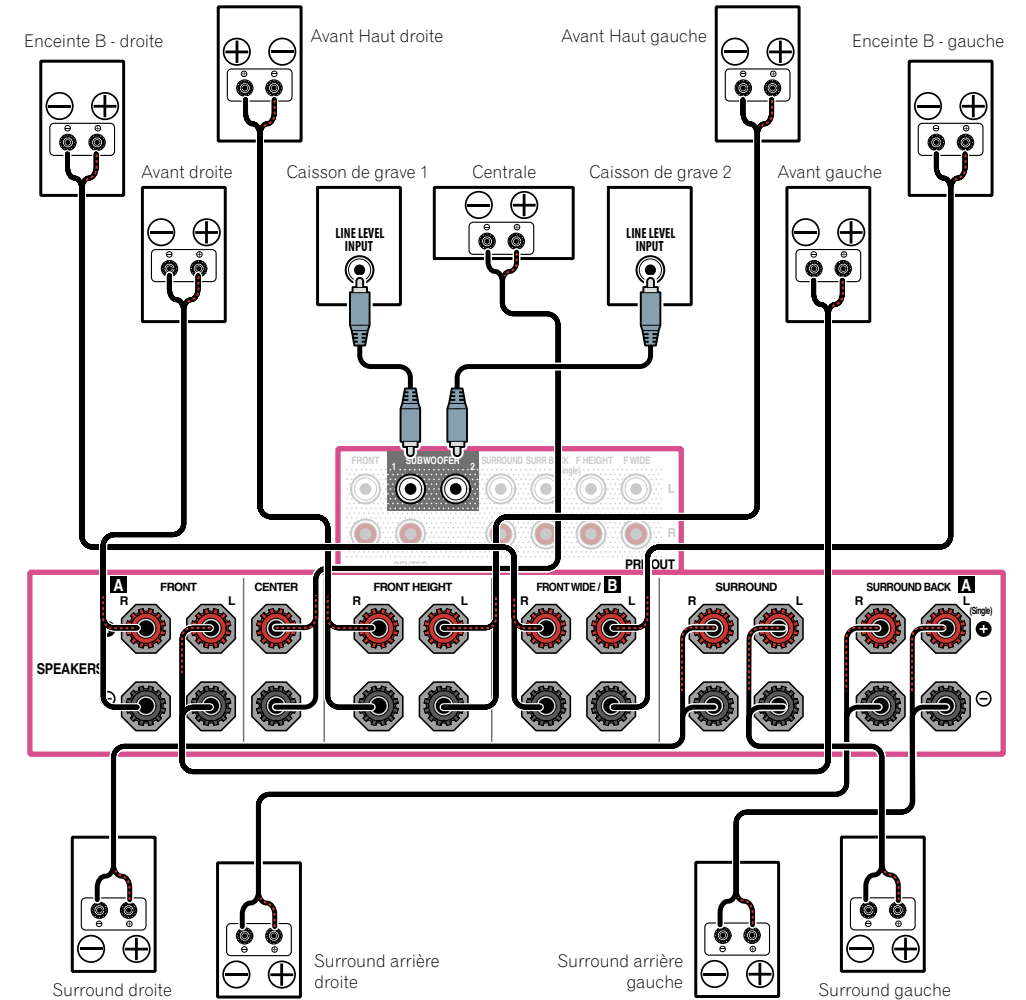 Avant Haut droite
Avant Haut gauche
Enceinte B - droite
Enceinte B - gauche
Avant droite
Caisson de grave 1
Centrale
Caisson de grave 2
Avant gauche
LINE LEVEL
INPUT
LINE LEVEL
INPUT
FRONT
SUBWOOFER
SURROUND
SURR BACK
F HEIGHT
F WIDE
1
2
L
R
A
FRONT
CENTER
FRONT HEIGHT
FRONT WIDE / B
SURROUND
SURROUND BACK A
R
L
R
L
R
L
R
L
R
L
(Single)
SPEAKERS
Surround droite
Surround arrière
droite
Surround arrière
gauche
Surround gauche